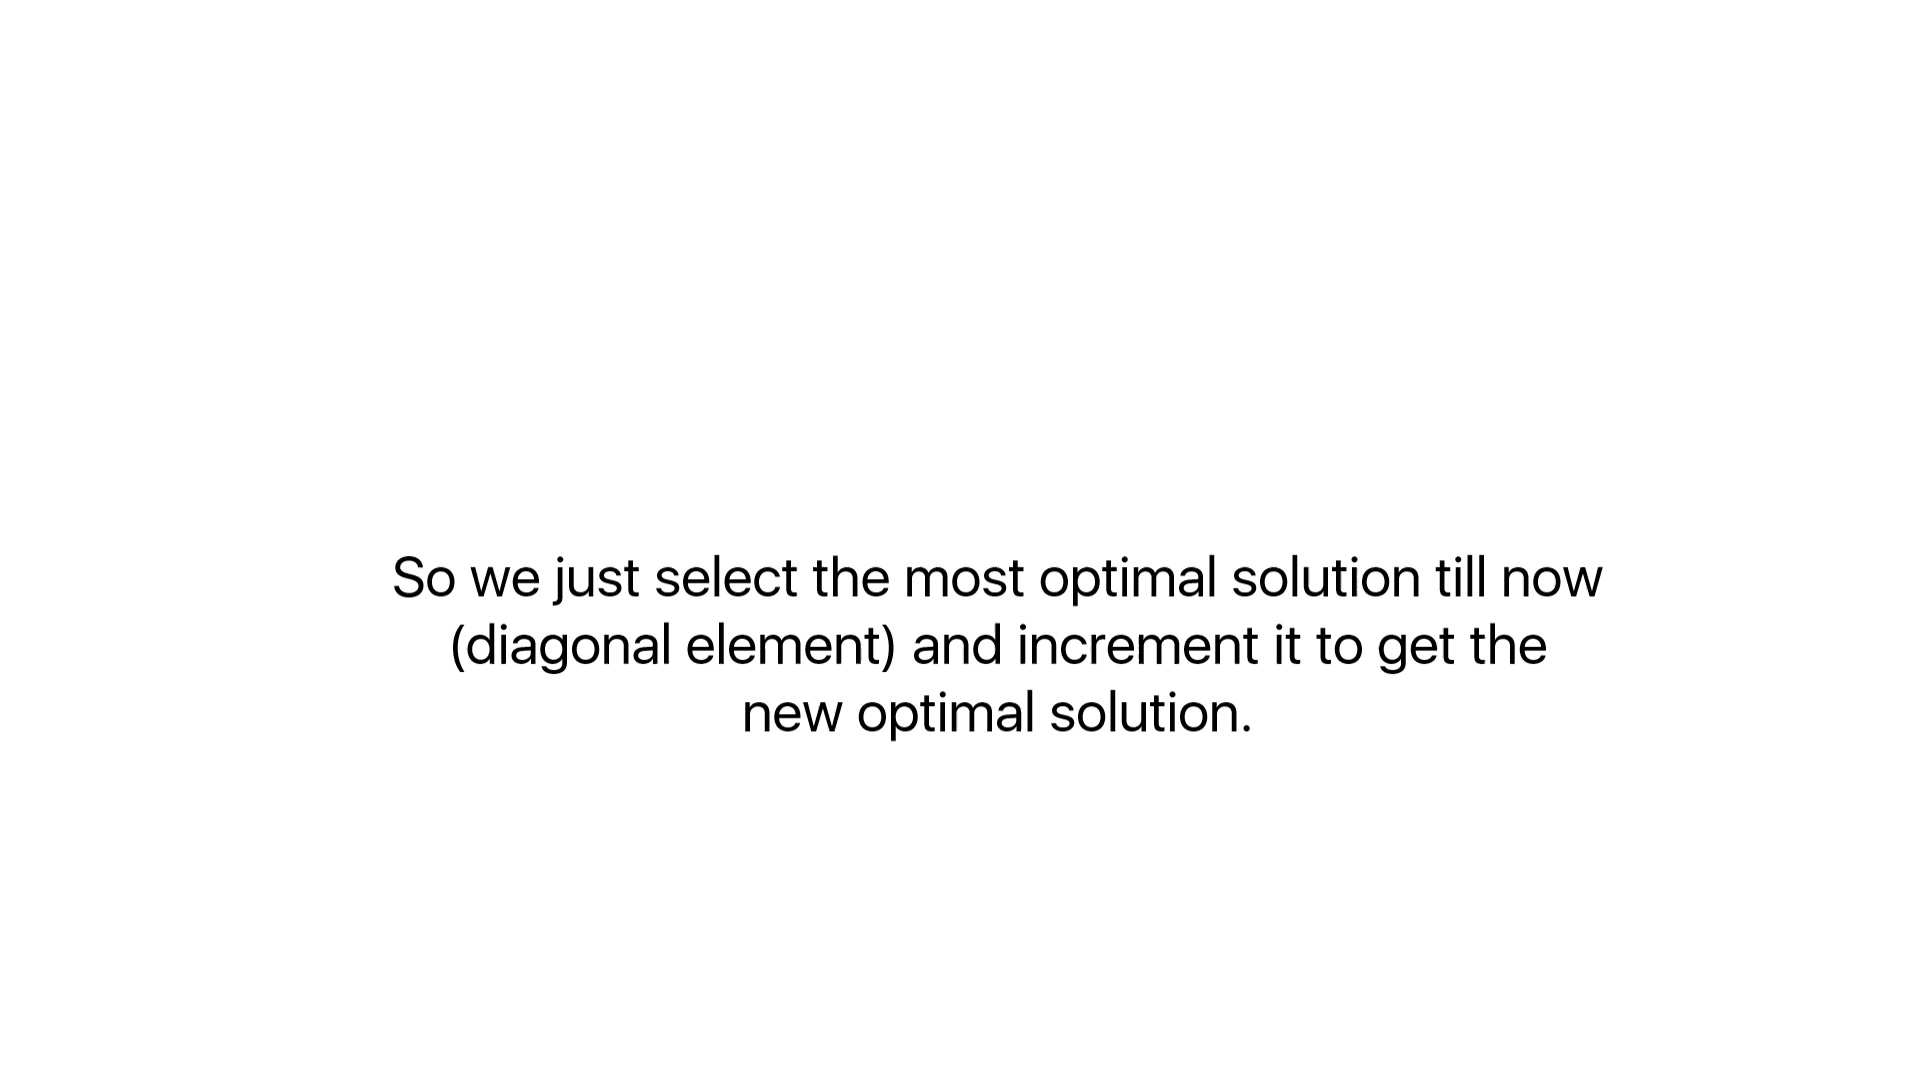 So we just select the most optimal solution till now
(diagonal element) and increment it to get the
new optimal solution.